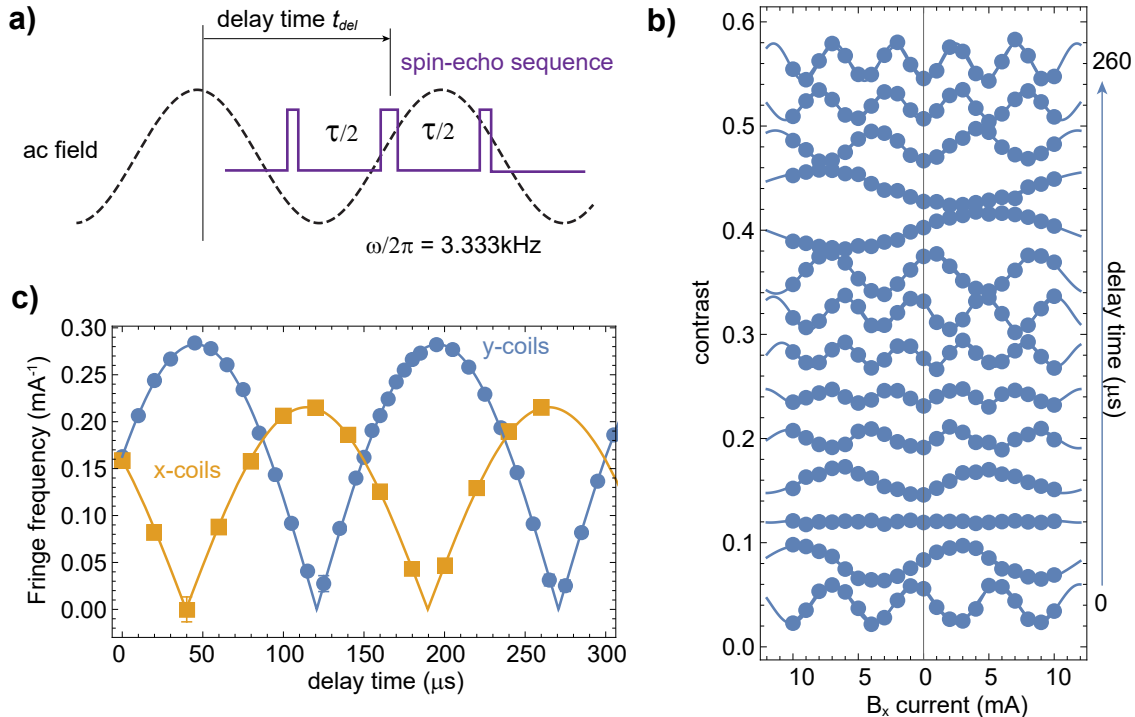 a)
delay time t_del
spin-echo sequence
τ/2
τ/2
ac field
ω/2π = 3.333kHz
c)
0.30
0.25
0.20
0.15
0.10
0.05
0.00
Fringe frequency (mA⁻¹)
y-coils
x-coils
0
50
100
150
200
250
300
delay time (μs)
b)
0.6
0.5
0.4
0.3
0.2
0.1
0.0
contrast
260
delay time (μs)
0
10
5
0
5
10
Bₓ current (mA)